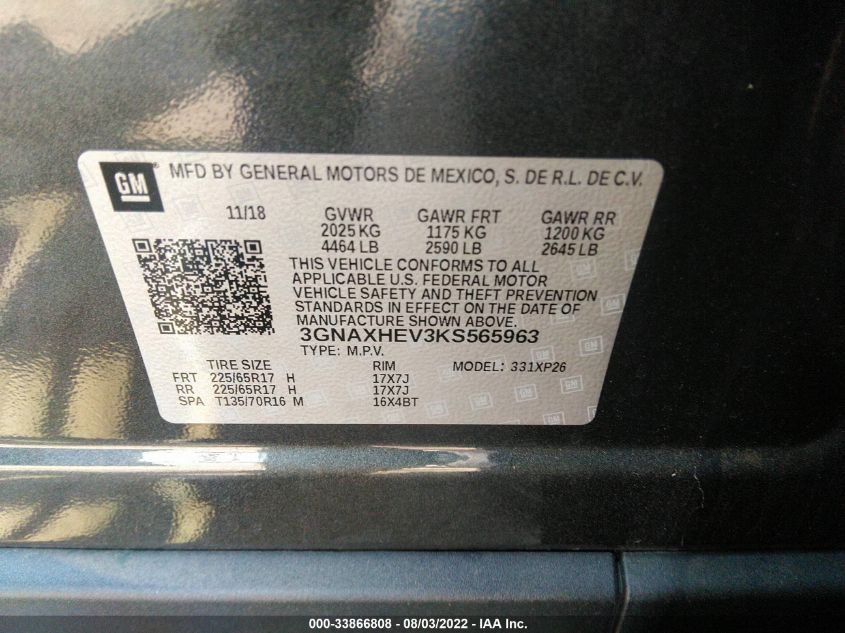 GM
MFD BY GENERAL MOTORS DE MEXICO, S. DE R.L. DE C.V.
11/18 GVWR GAWR FRT GAWR RR
2025 KG 1175 KG 1200 KG
4464 LB 2590 LB 2645 LB
THIS VEHICLE CONFORMS TO ALL
APPLICABLE U.S. FEDERAL MOTOR
VEHICLE SAFETY AND THEFT PREVENTION
STANDARDS IN EFFECT ON THE DATE OF
MANUFACTURE SHOWN ABOVE.
3GNAXHEV3KS565963
TYPE: M.P.V.
TIRE SIZE RIM MODEL: 331XP26
FRT 225/65R17 H 17X7J
RR 225/65R17 H 17X7J
SPA T135/70R16 M 16X4BT
000-33866808 - 08/03/2022 - IAA Inc.